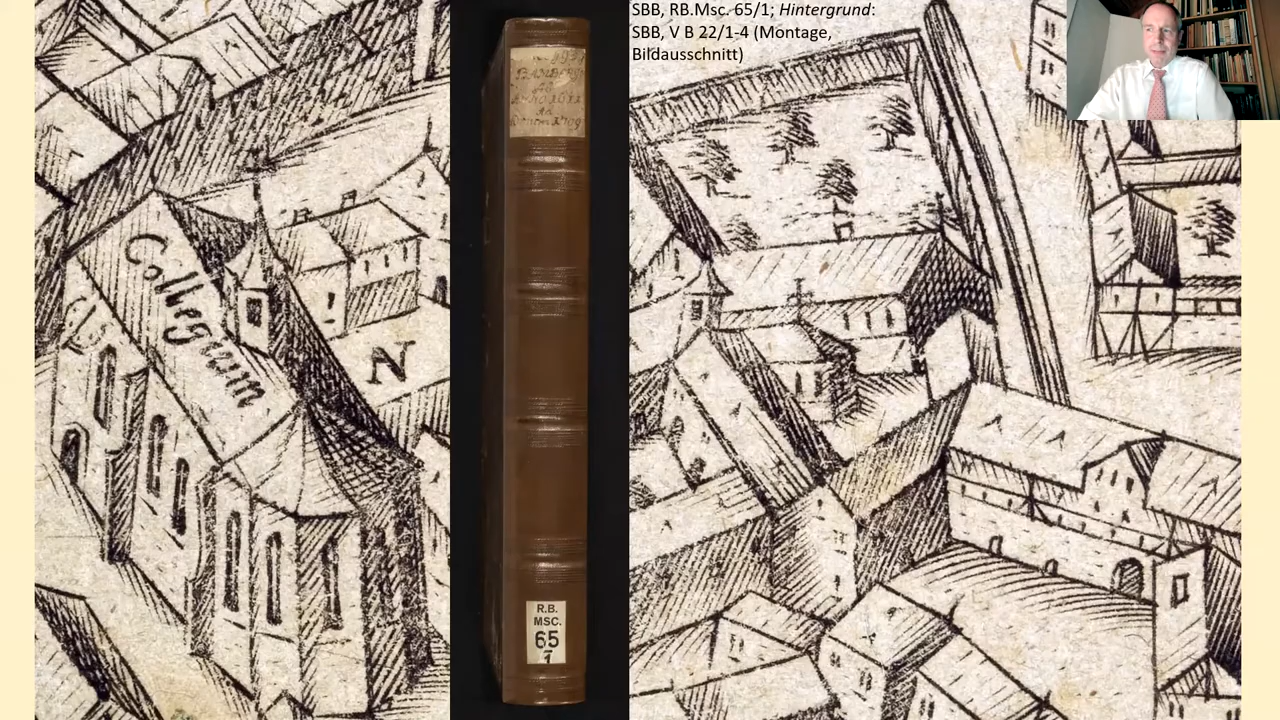 SBB, RB.Msc. 65/1; Hintergrund:
SBB, V B 22/1-4 (Montage,
Bildausschnitt)
Collegium
N
R.B.
MSC.
65
1